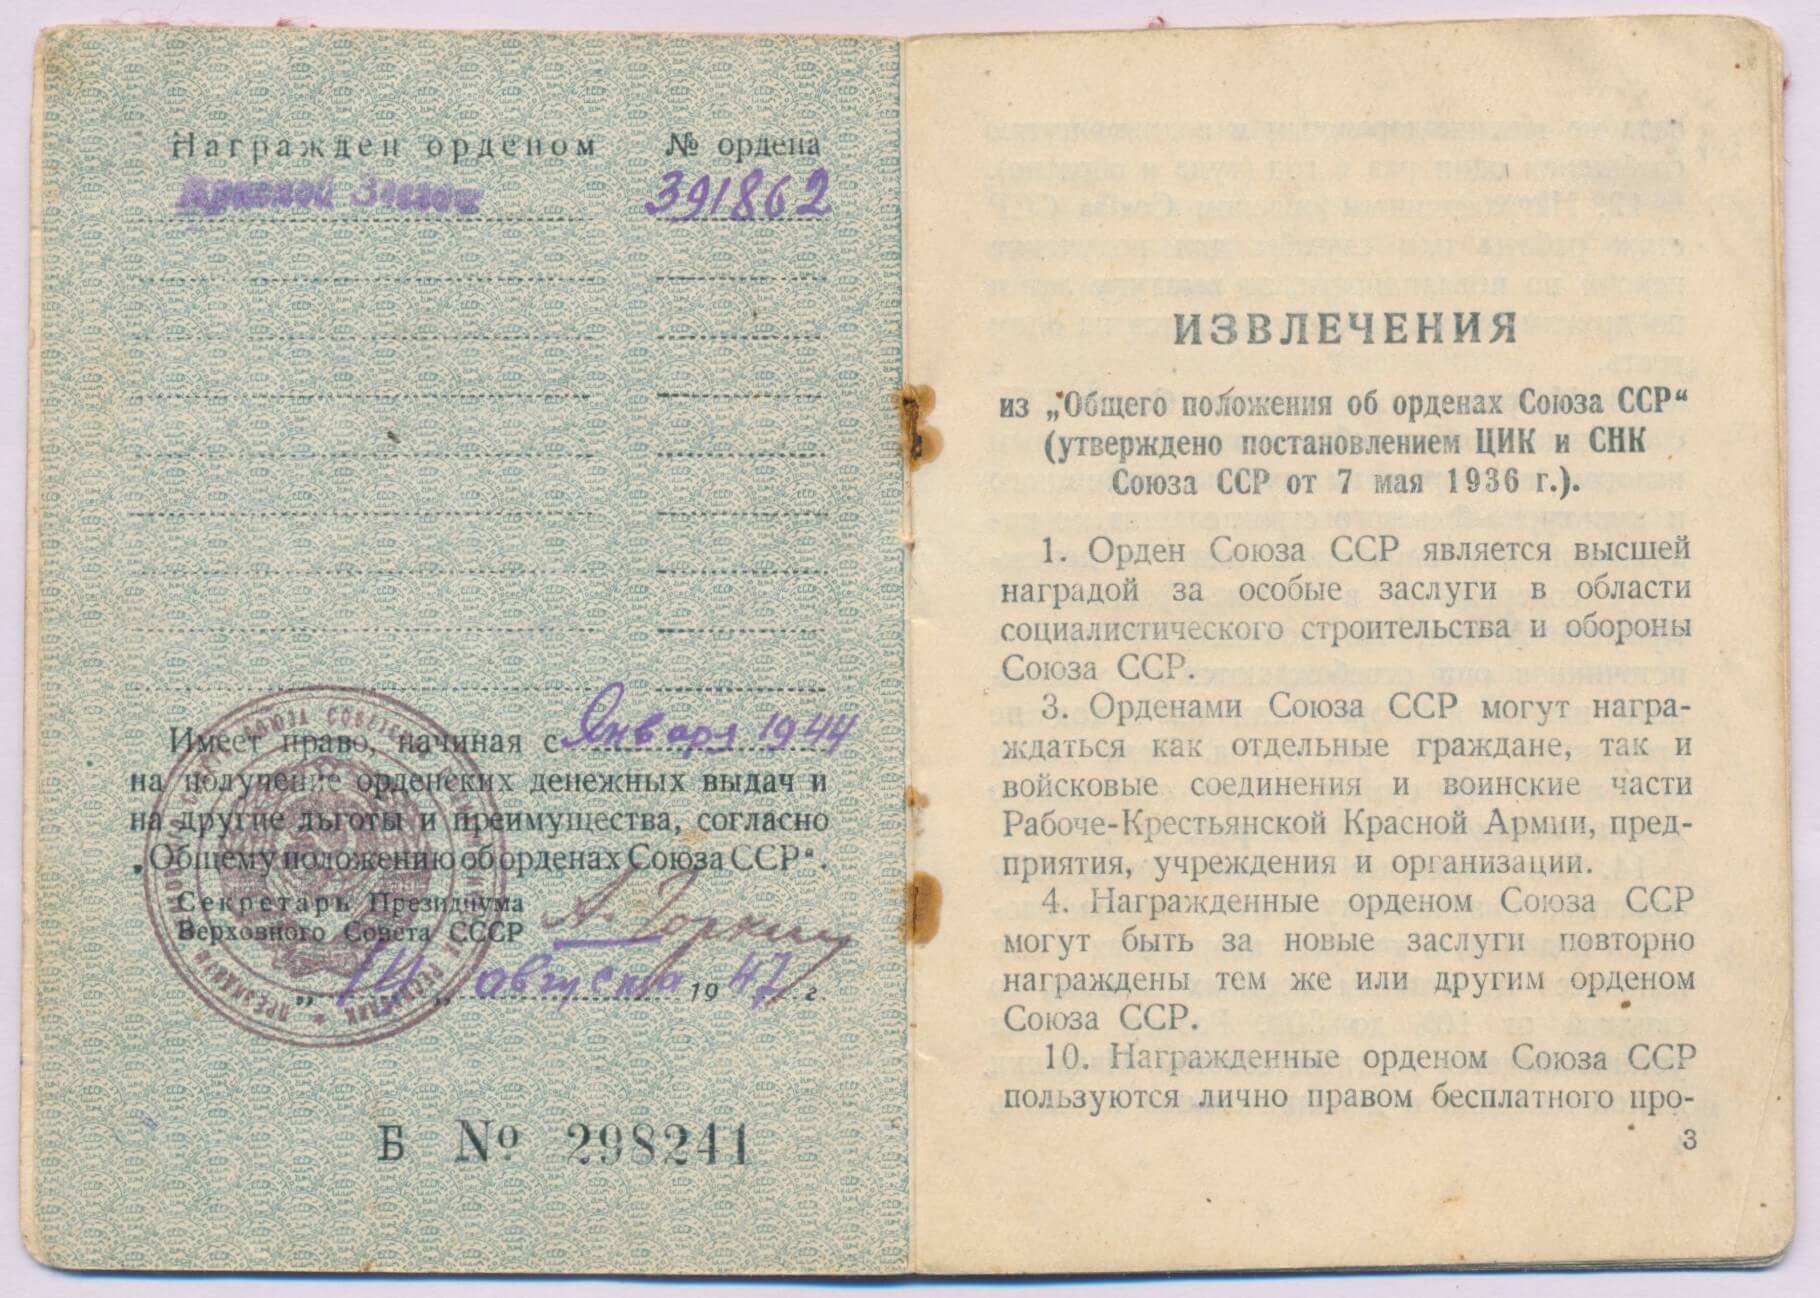 Награжден орденом № ордена
Красной Звезды 391862
Имеет право, начиная с Января 1944
на получение орденских денежных выдач и
на другие льготы и преимущества, согласно
„Общему положению об орденах Союза ССР“.
Секретарь Президиума
Верховного Совета СССР А. Горкин
„14“ августа 1947 г.
Б № 298241
ИЗВЛЕЧЕНИЯ
из „Общего положения об орденах Союза ССР“
(утверждено постановлением ЦИК и СНК
Союза ССР от 7 мая 1936 г.).
1. Орден Союза ССР является высшей
наградой за особые заслуги в области
социалистического строительства и обороны
Союза ССР.
3. Орденами Союза ССР могут награ-
ждаться как отдельные граждане, так и
войсковые соединения и воинские части
Рабоче-Крестьянской Красной Армии, пред-
приятия, учреждения и организации.
4. Награжденные орденом Союза ССР
могут быть за новые заслуги повторно
награждены тем же или другим орденом
Союза ССР.
10. Награжденные орденом Союза ССР
пользуются лично правом бесплатного про-
3